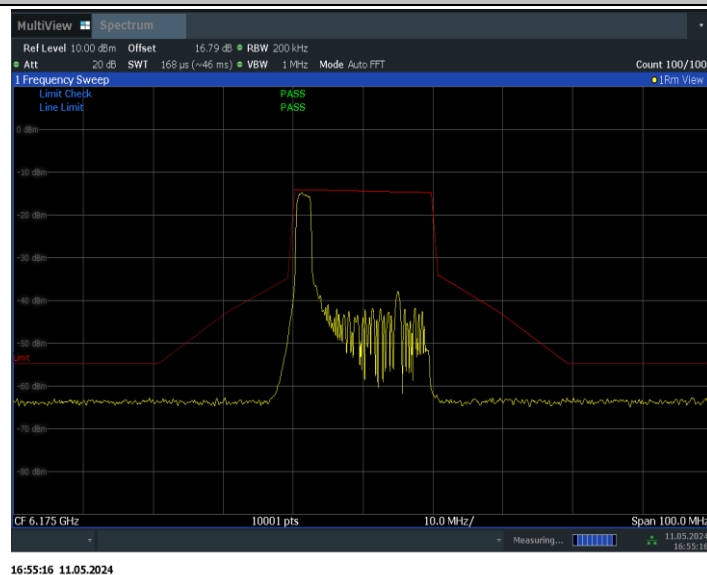 MultiView Spectrum
Ref Level 10.00 dBm Offset 16.79 dB RBW 200 kHz
Att 20 dB SWT 168 µs (~46 ms) VBW 1 MHz Mode Auto FFT Count 100/100
1 Frequency Sweep 1Rm View
Limit Check PASS
Line Limit PASS
0 dBm
-10 dBm
-20 dBm
-30 dBm
-40 dBm
-50 dBm
Limit
-60 dBm
-70 dBm
-80 dBm
CF 6.175 GHz 10001 pts 10.0 MHz/ Span 100.0 MHz
Measuring... 11.05.2024
16:55:16
16:55:16 11.05.2024